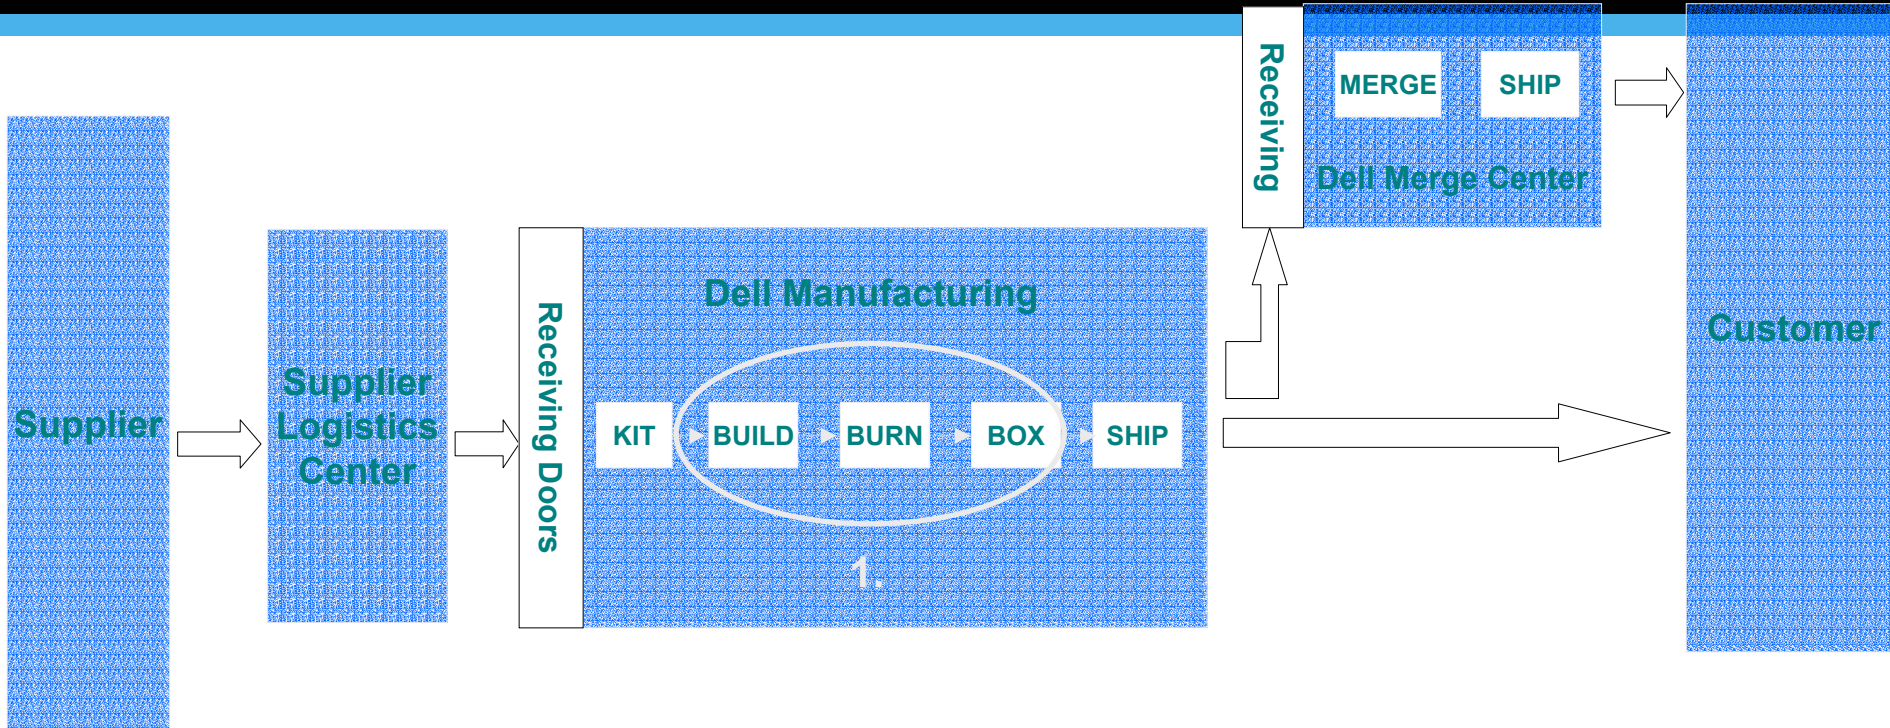 Supplier
Supplier
Logistics
Center
Receiving Doors
Dell Manufacturing
KIT
BUILD
BURN
BOX
SHIP
1.
Receiving
MERGE
SHIP
Dell Merge Center
Customer